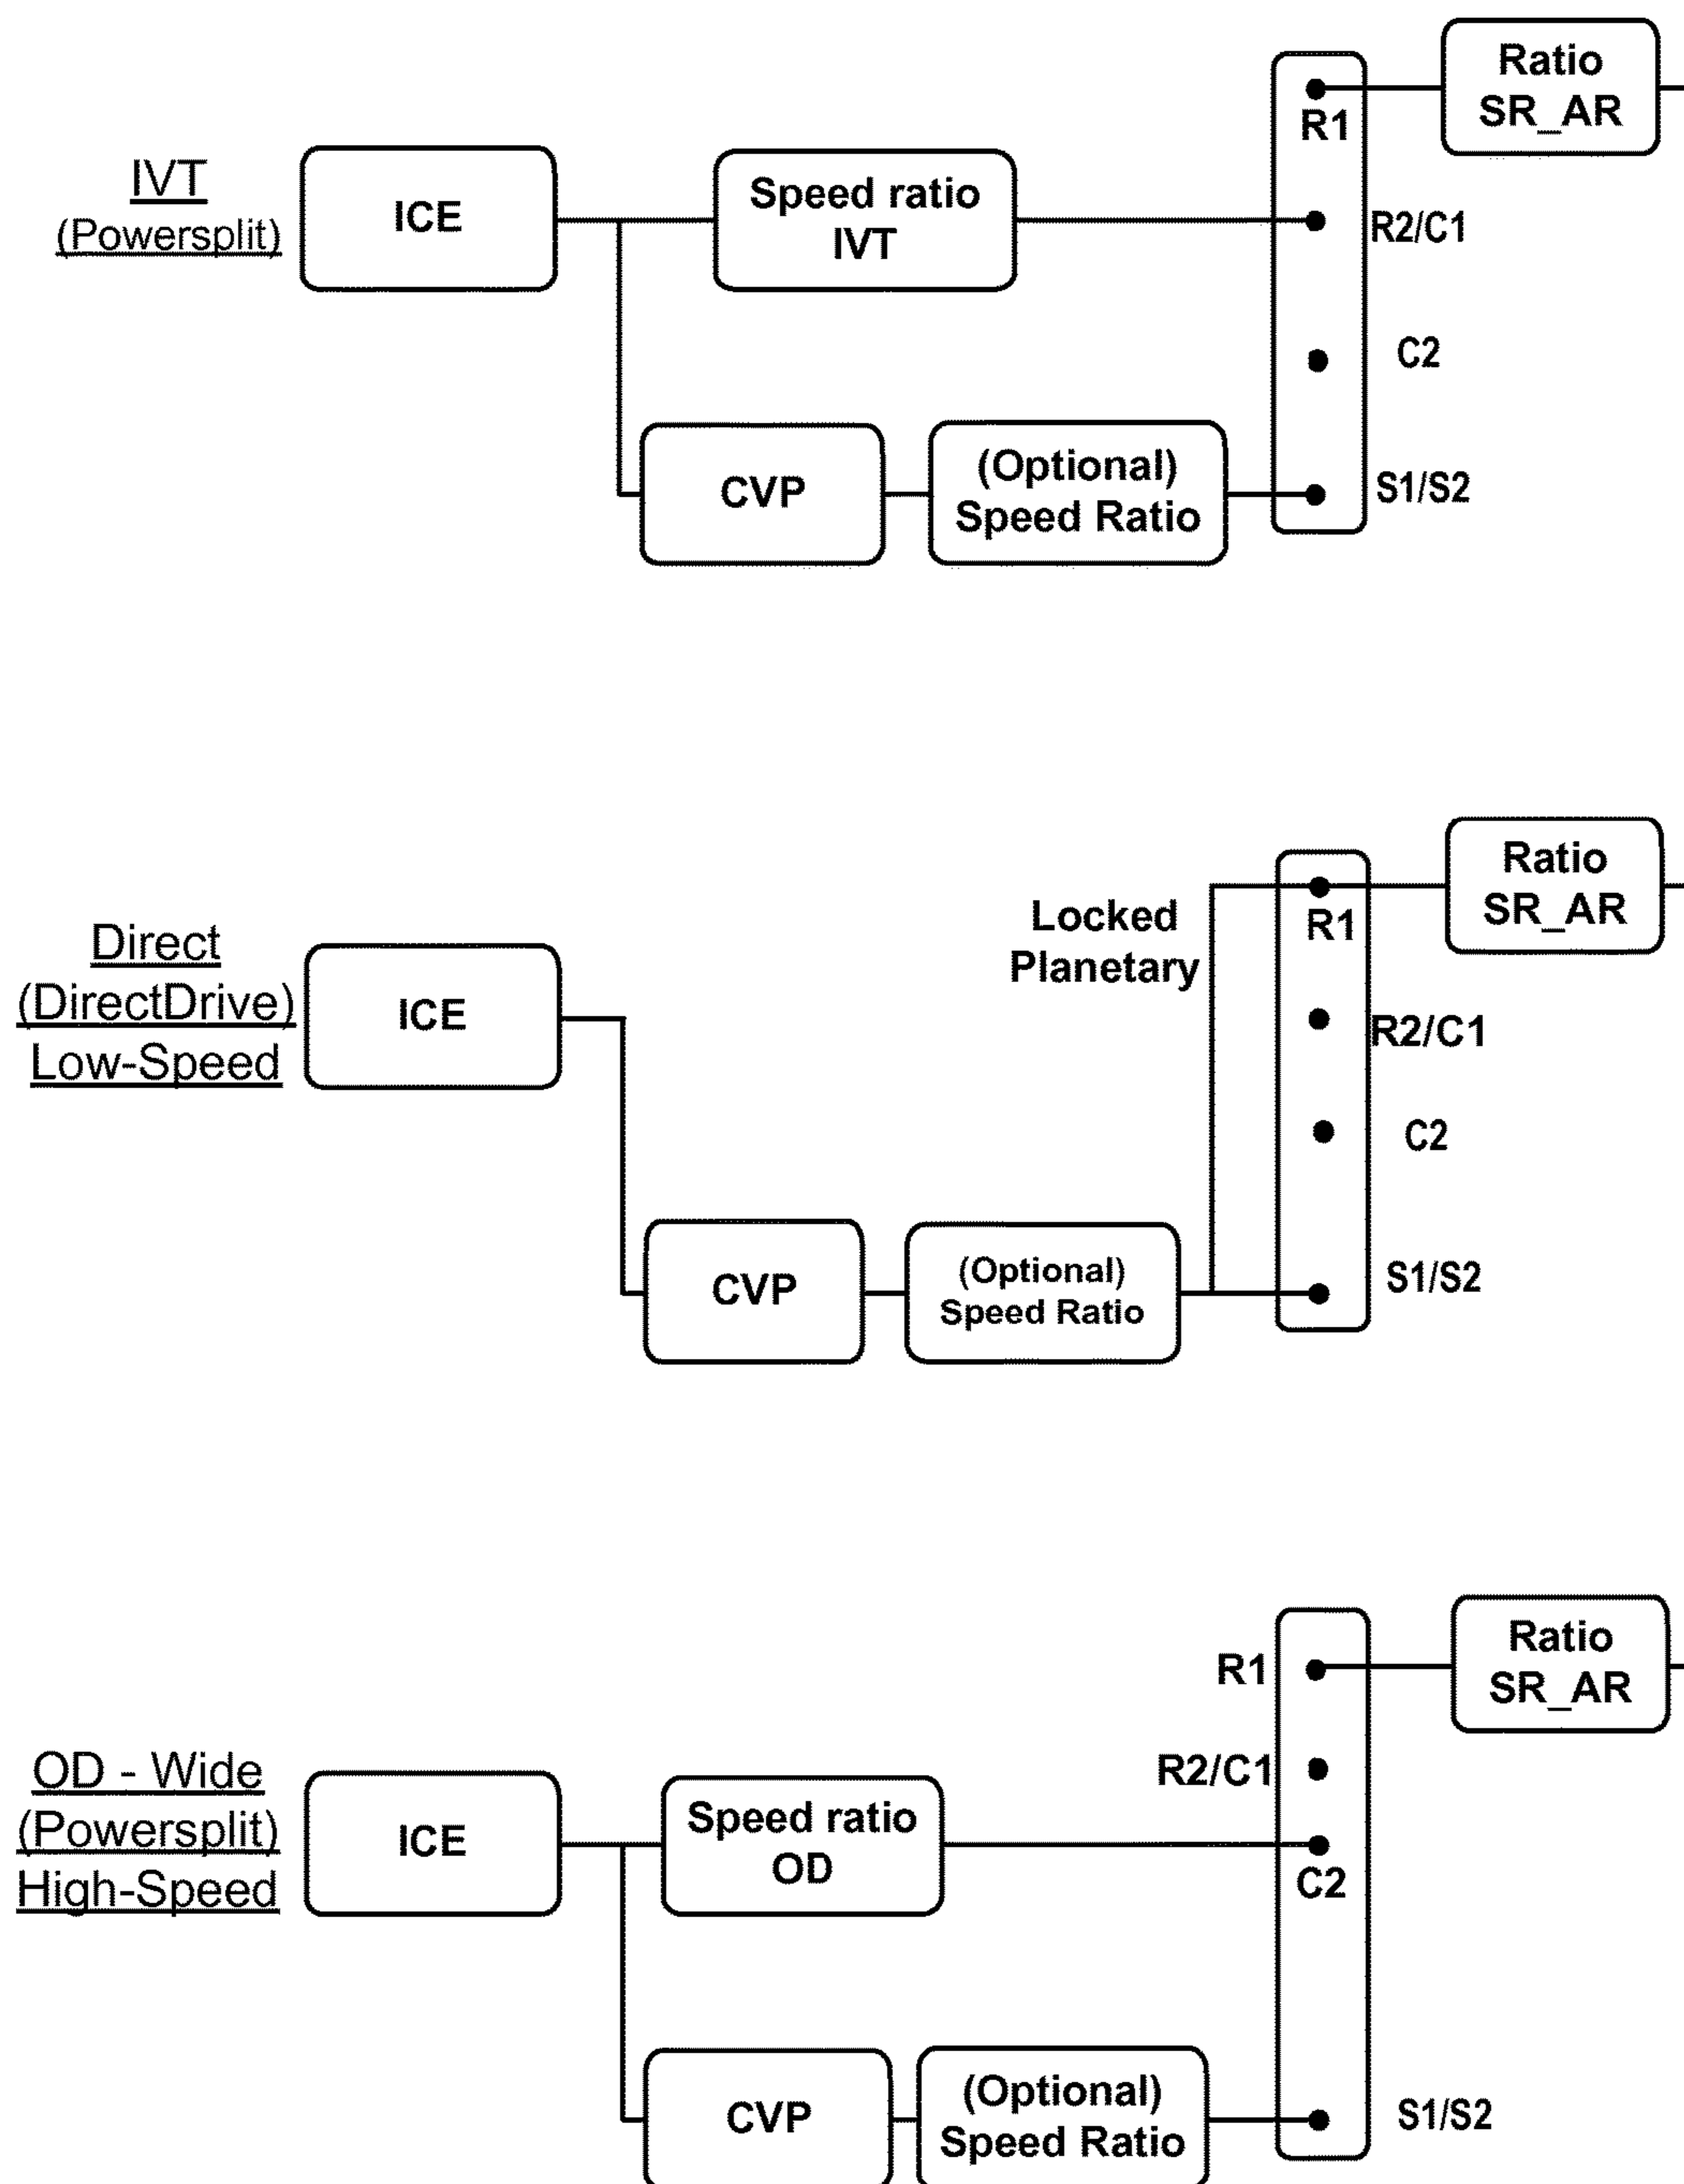 IVT
(Powersplit)
ICE
Speed ratio
IVT
CVP
(Optional)
Speed Ratio
R1
R2/C1
C2
S1/S2
Ratio
SR_AR
Direct
(DirectDrive)
Low-Speed
ICE
CVP
(Optional)
Speed Ratio
Locked
Planetary
R1
R2/C1
C2
S1/S2
Ratio
SR_AR
OD - Wide
(Powersplit)
High-Speed
ICE
Speed ratio
OD
CVP
(Optional)
Speed Ratio
R1
R2/C1
C2
S1/S2
Ratio
SR_AR